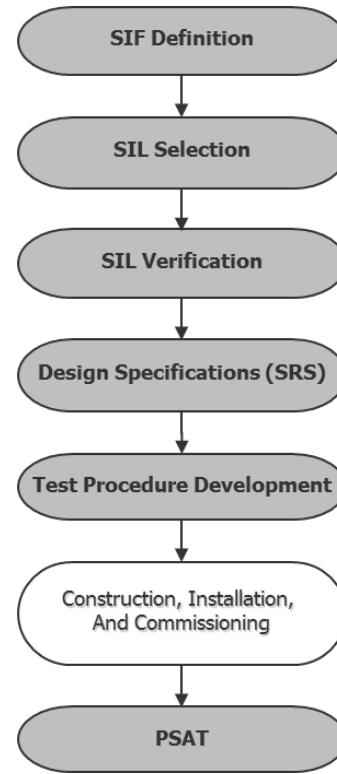 SIF Definition
SIL Selection
SIL Verification
Design Specifications (SRS)
Test Procedure Development
Construction, Installation,
And Commissioning
PSAT